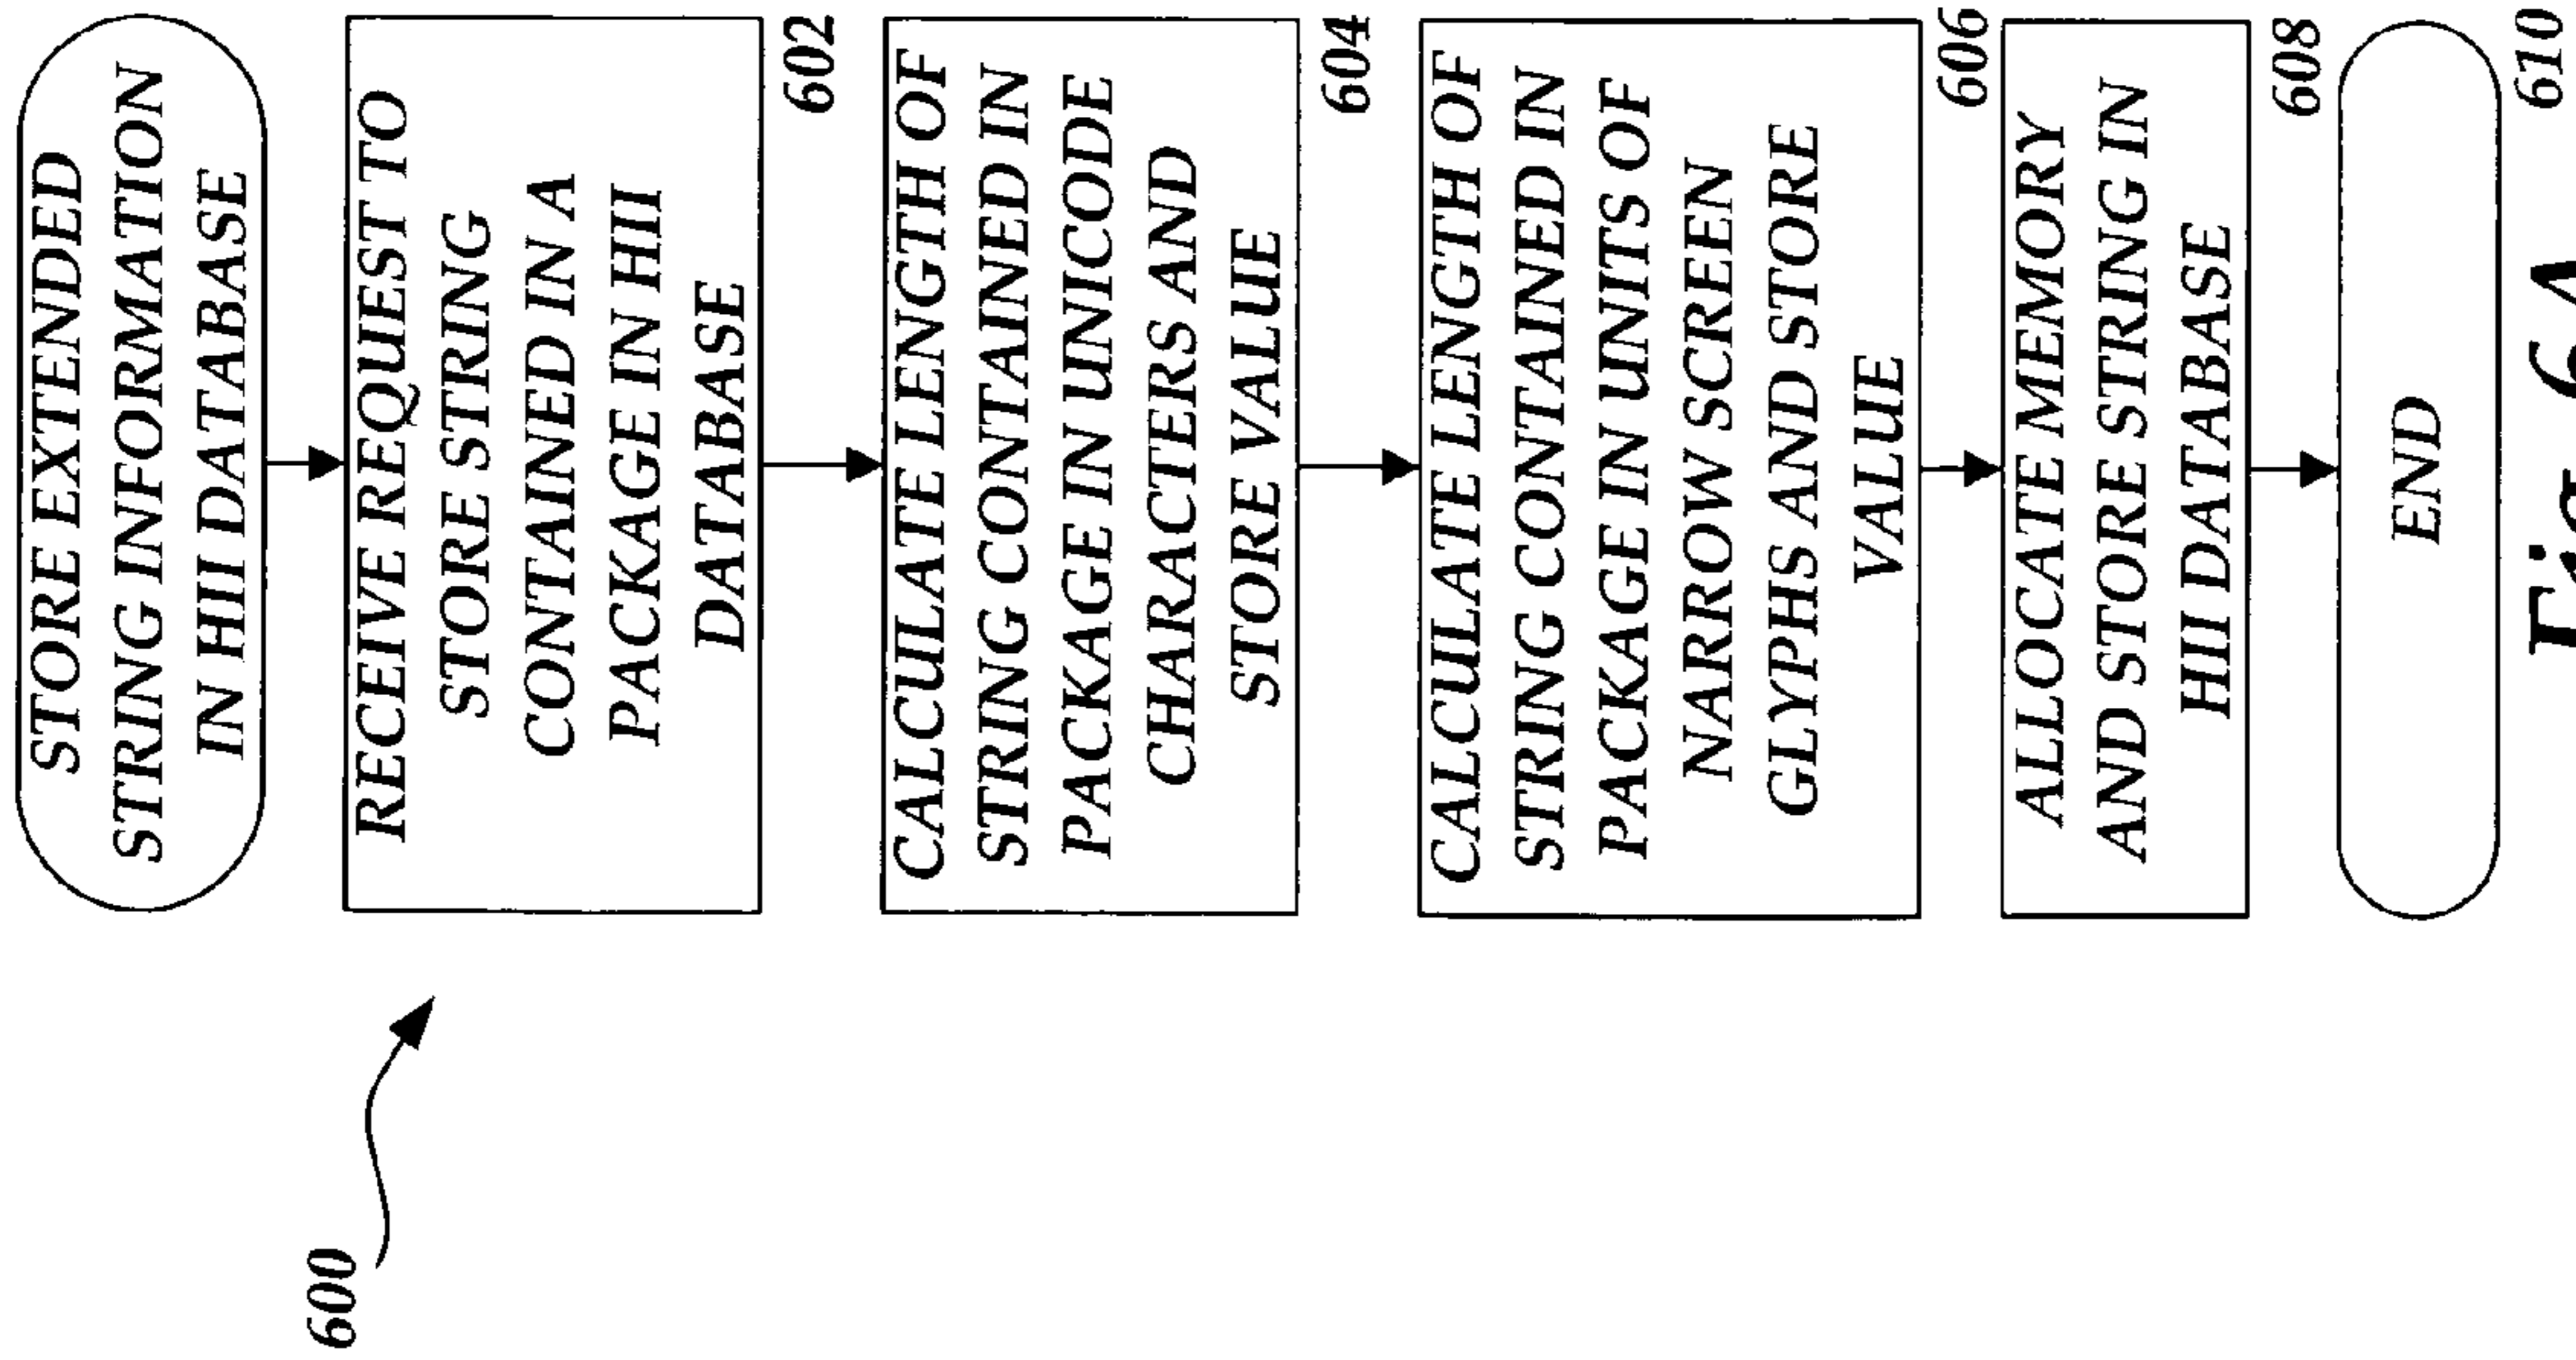 600
STORE EXTENDED
STRING INFORMATION
IN HII DATABASE
RECEIVE REQUEST TO
STORE STRING
CONTAINED IN A
PACKAGE IN HII
DATABASE
602
CALCULATE LENGTH OF
STRING CONTAINED IN
PACKAGE IN UNICODE
CHARACTERS AND
STORE VALUE
604
CALCULATE LENGTH OF
STRING CONTAINED IN
PACKAGE IN UNITS OF
NARROW SCREEN
GLYPHS AND STORE
VALUE
606
ALLOCATE MEMORY
AND STORE STRING IN
HII DATABASE
608
END
610
Fig. 6A